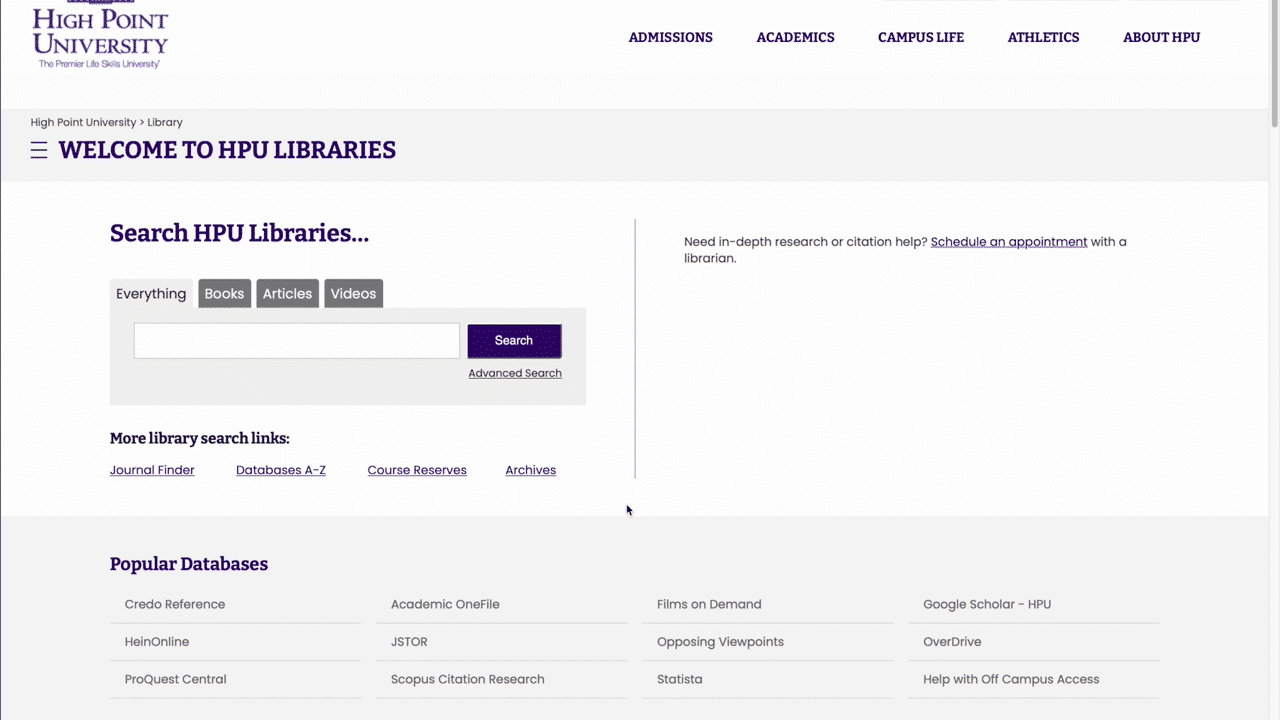 HIGH POINT
UNIVERSITY
The Premier Life Skills University®
ADMISSIONS
ACADEMICS
CAMPUS LIFE
ATHLETICS
ABOUT HPU
High Point University > Library
WELCOME TO HPU LIBRARIES
Search HPU Libraries...
Everything
Books
Articles
Videos
Search
Advanced Search
More library search links:
Journal Finder
Databases A-Z
Course Reserves
Archives
Need in-depth research or citation help? Schedule an appointment with a
librarian.
Popular Databases
Credo Reference
Academic OneFile
Films on Demand
Google Scholar - HPU
HeinOnline
JSTOR
Opposing Viewpoints
OverDrive
ProQuest Central
Scopus Citation Research
Statista
Help with Off Campus Access